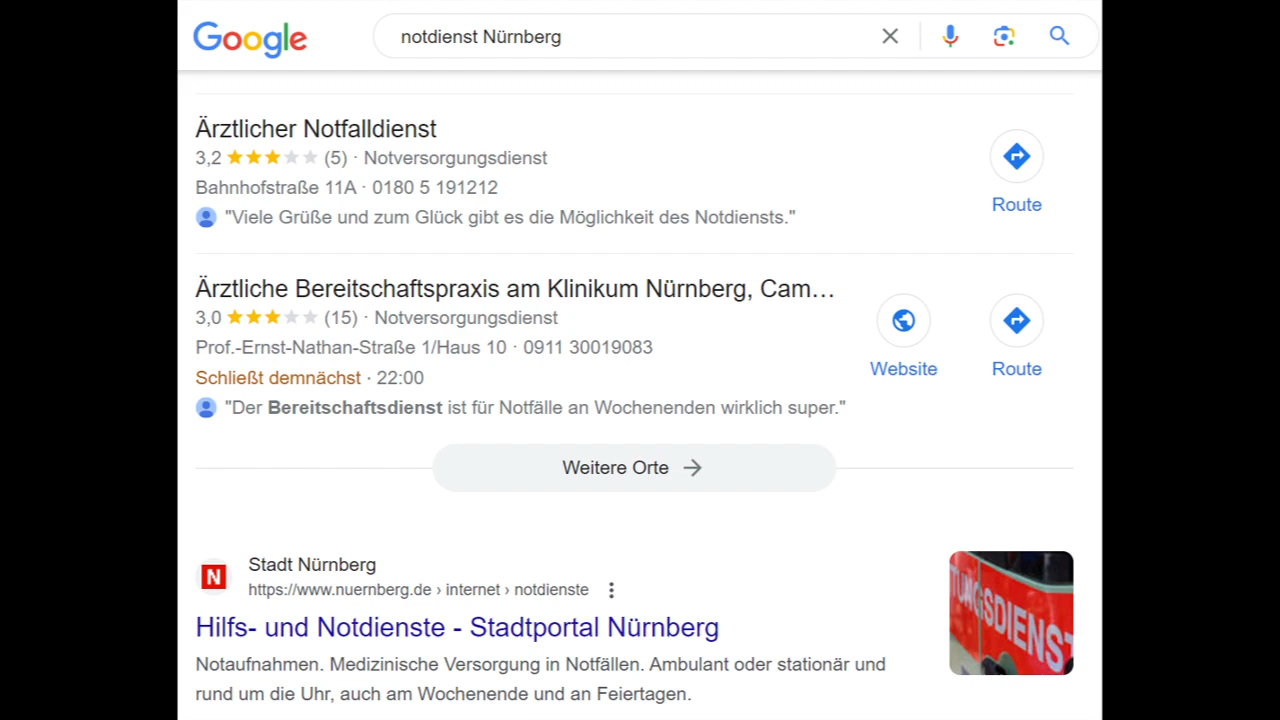 Google
notdienst Nürnberg
Ärztlicher Notfalldienst
3,2 (5) · Notversorgungsdienst
Bahnhofstraße 11A · 0180 5 191212
"Viele Grüße und zum Glück gibt es die Möglichkeit des Notdiensts."
Route
Ärztliche Bereitschaftspraxis am Klinikum Nürnberg, Cam...
3,0 (15) · Notversorgungsdienst
Prof.-Ernst-Nathan-Straße 1/Haus 10 · 0911 30019083
Schließt demnächst · 22:00
"Der Bereitschaftsdienst ist für Notfälle an Wochenenden wirklich super."
Website
Route
Weitere Orte
N
Stadt Nürnberg
https://www.nuernberg.de › internet › notdienste
Hilfs- und Notdienste - Stadtportal Nürnberg
Notaufnahmen. Medizinische Versorgung in Notfällen. Ambulant oder stationär und
rund um die Uhr, auch am Wochenende und an Feiertagen.
TUNGSDIENST